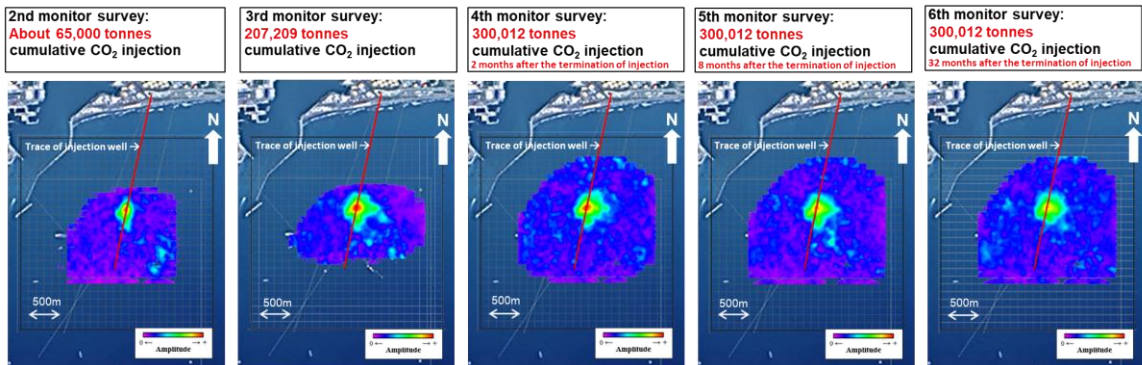 2nd monitor survey:
About 65,000 tonnes
cumulative CO₂ injection
3rd monitor survey:
207,209 tonnes
cumulative CO₂ injection
4th monitor survey:
300,012 tonnes
cumulative CO₂ injection
2 months after the termination of injection
5th monitor survey:
300,012 tonnes
cumulative CO₂ injection
8 months after the termination of injection
6th monitor survey:
300,012 tonnes
cumulative CO₂ injection
32 months after the termination of injection
N
Trace of injection well →
500m
0 ← → +
Amplitude
N
Trace of injection well →
500m
0 ← → +
Amplitude
N
Trace of injection well →
500m
0 ← → +
Amplitude
N
Trace of injection well →
500m
0 ← → +
Amplitude
N
Trace of injection well →
500m
0 ← → +
Amplitude